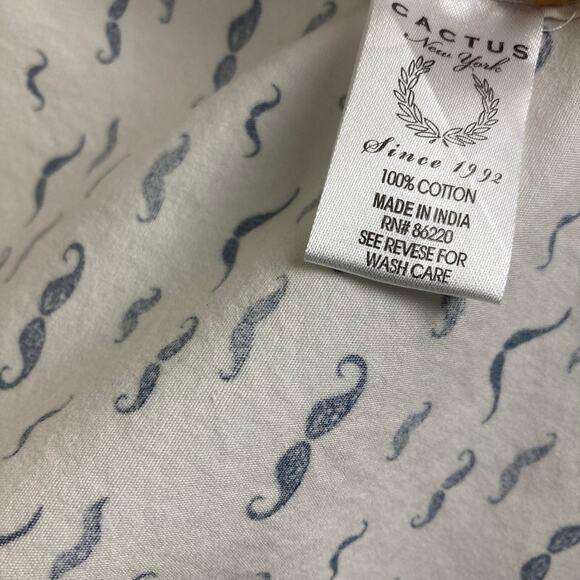 CACTUS
New York
Since 1992
100% COTTON
MADE IN INDIA
RN# 86220
SEE REVESE FOR
WASH CARE